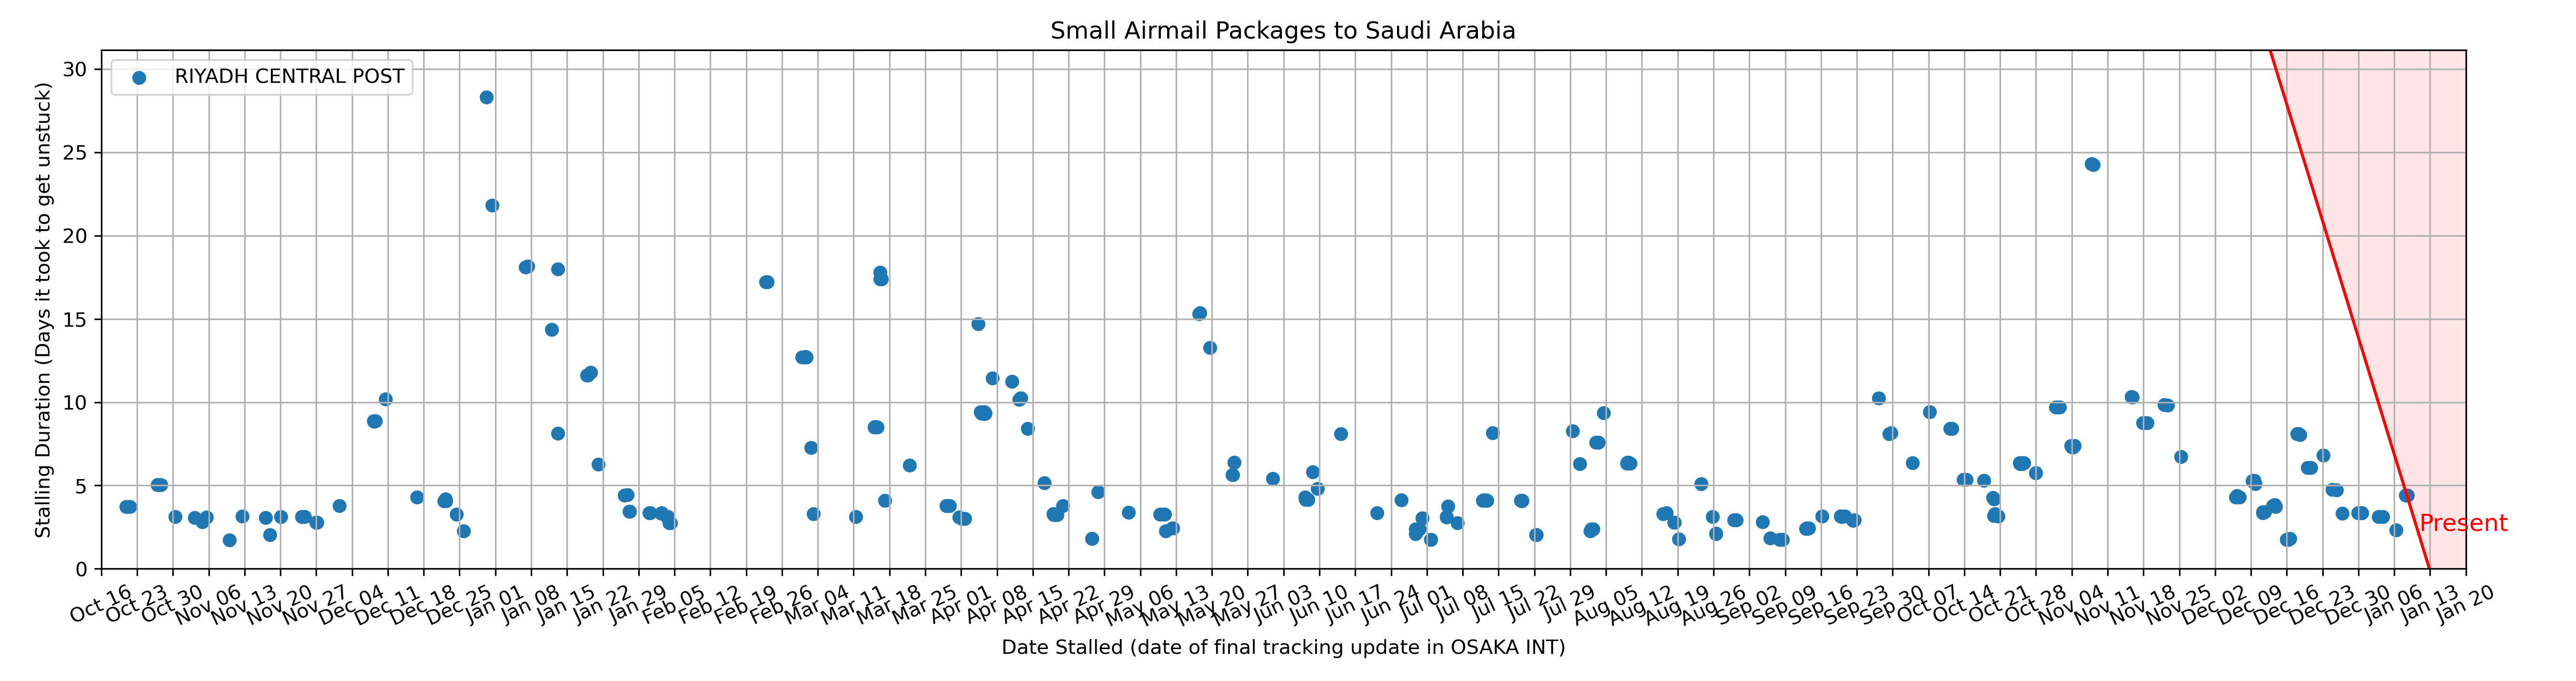 Small Airmail Packages to Saudi Arabia
RIYADH CENTRAL POST
Stalling Duration (Days it took to get unstuck)
30
25
20
15
10
5
0
Present
Oct 16 Oct 23 Oct 30 Nov 06 Nov 13 Nov 20 Nov 27 Dec 04 Dec 11 Dec 18 Dec 25 Jan 01 Jan 08 Jan 15 Jan 22 Jan 29 Feb 05 Feb 12 Feb 19 Feb 26 Mar 04 Mar 11 Mar 18 Mar 25 Apr 01 Apr 08 Apr 15 Apr 22 Apr 29 May 06 May 13 May 20 May 27 Jun 03 Jun 10 Jun 17 Jun 24 Jul 01 Jul 08 Jul 15 Jul 22 Jul 29 Aug 05 Aug 12 Aug 19 Aug 26 Sep 02 Sep 09 Sep 16 Sep 23 Sep 30 Oct 07 Oct 14 Oct 21 Oct 28 Nov 04 Nov 11 Nov 18 Nov 25 Dec 02 Dec 09 Dec 16 Dec 23 Dec 30 Jan 06 Jan 13 Jan 20
Date Stalled (date of final tracking update in OSAKA INT)